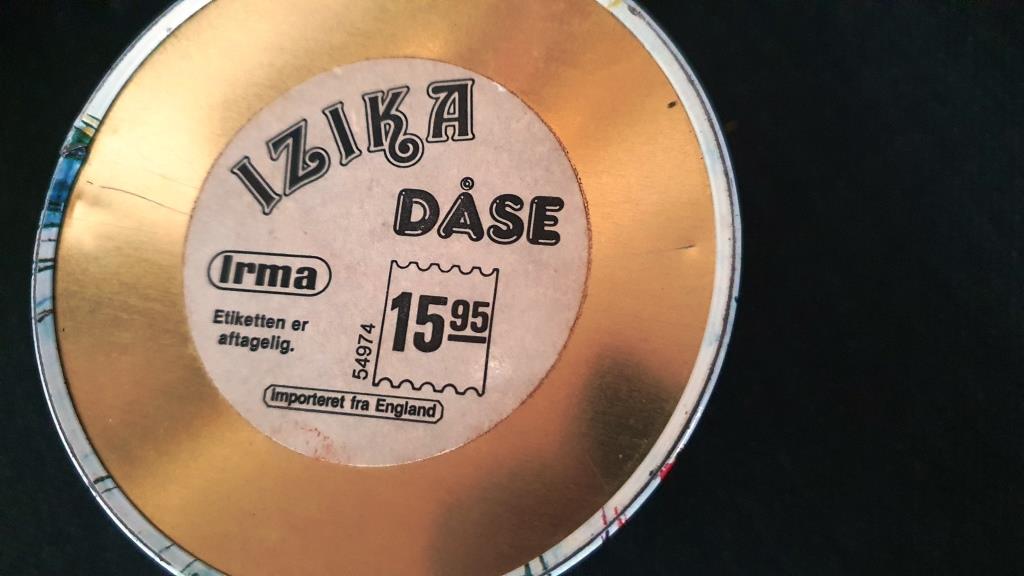 IZIKA
DÅSE
Irma
Etiketten er
aftagelig.
54974
15 95
Importeret fra England